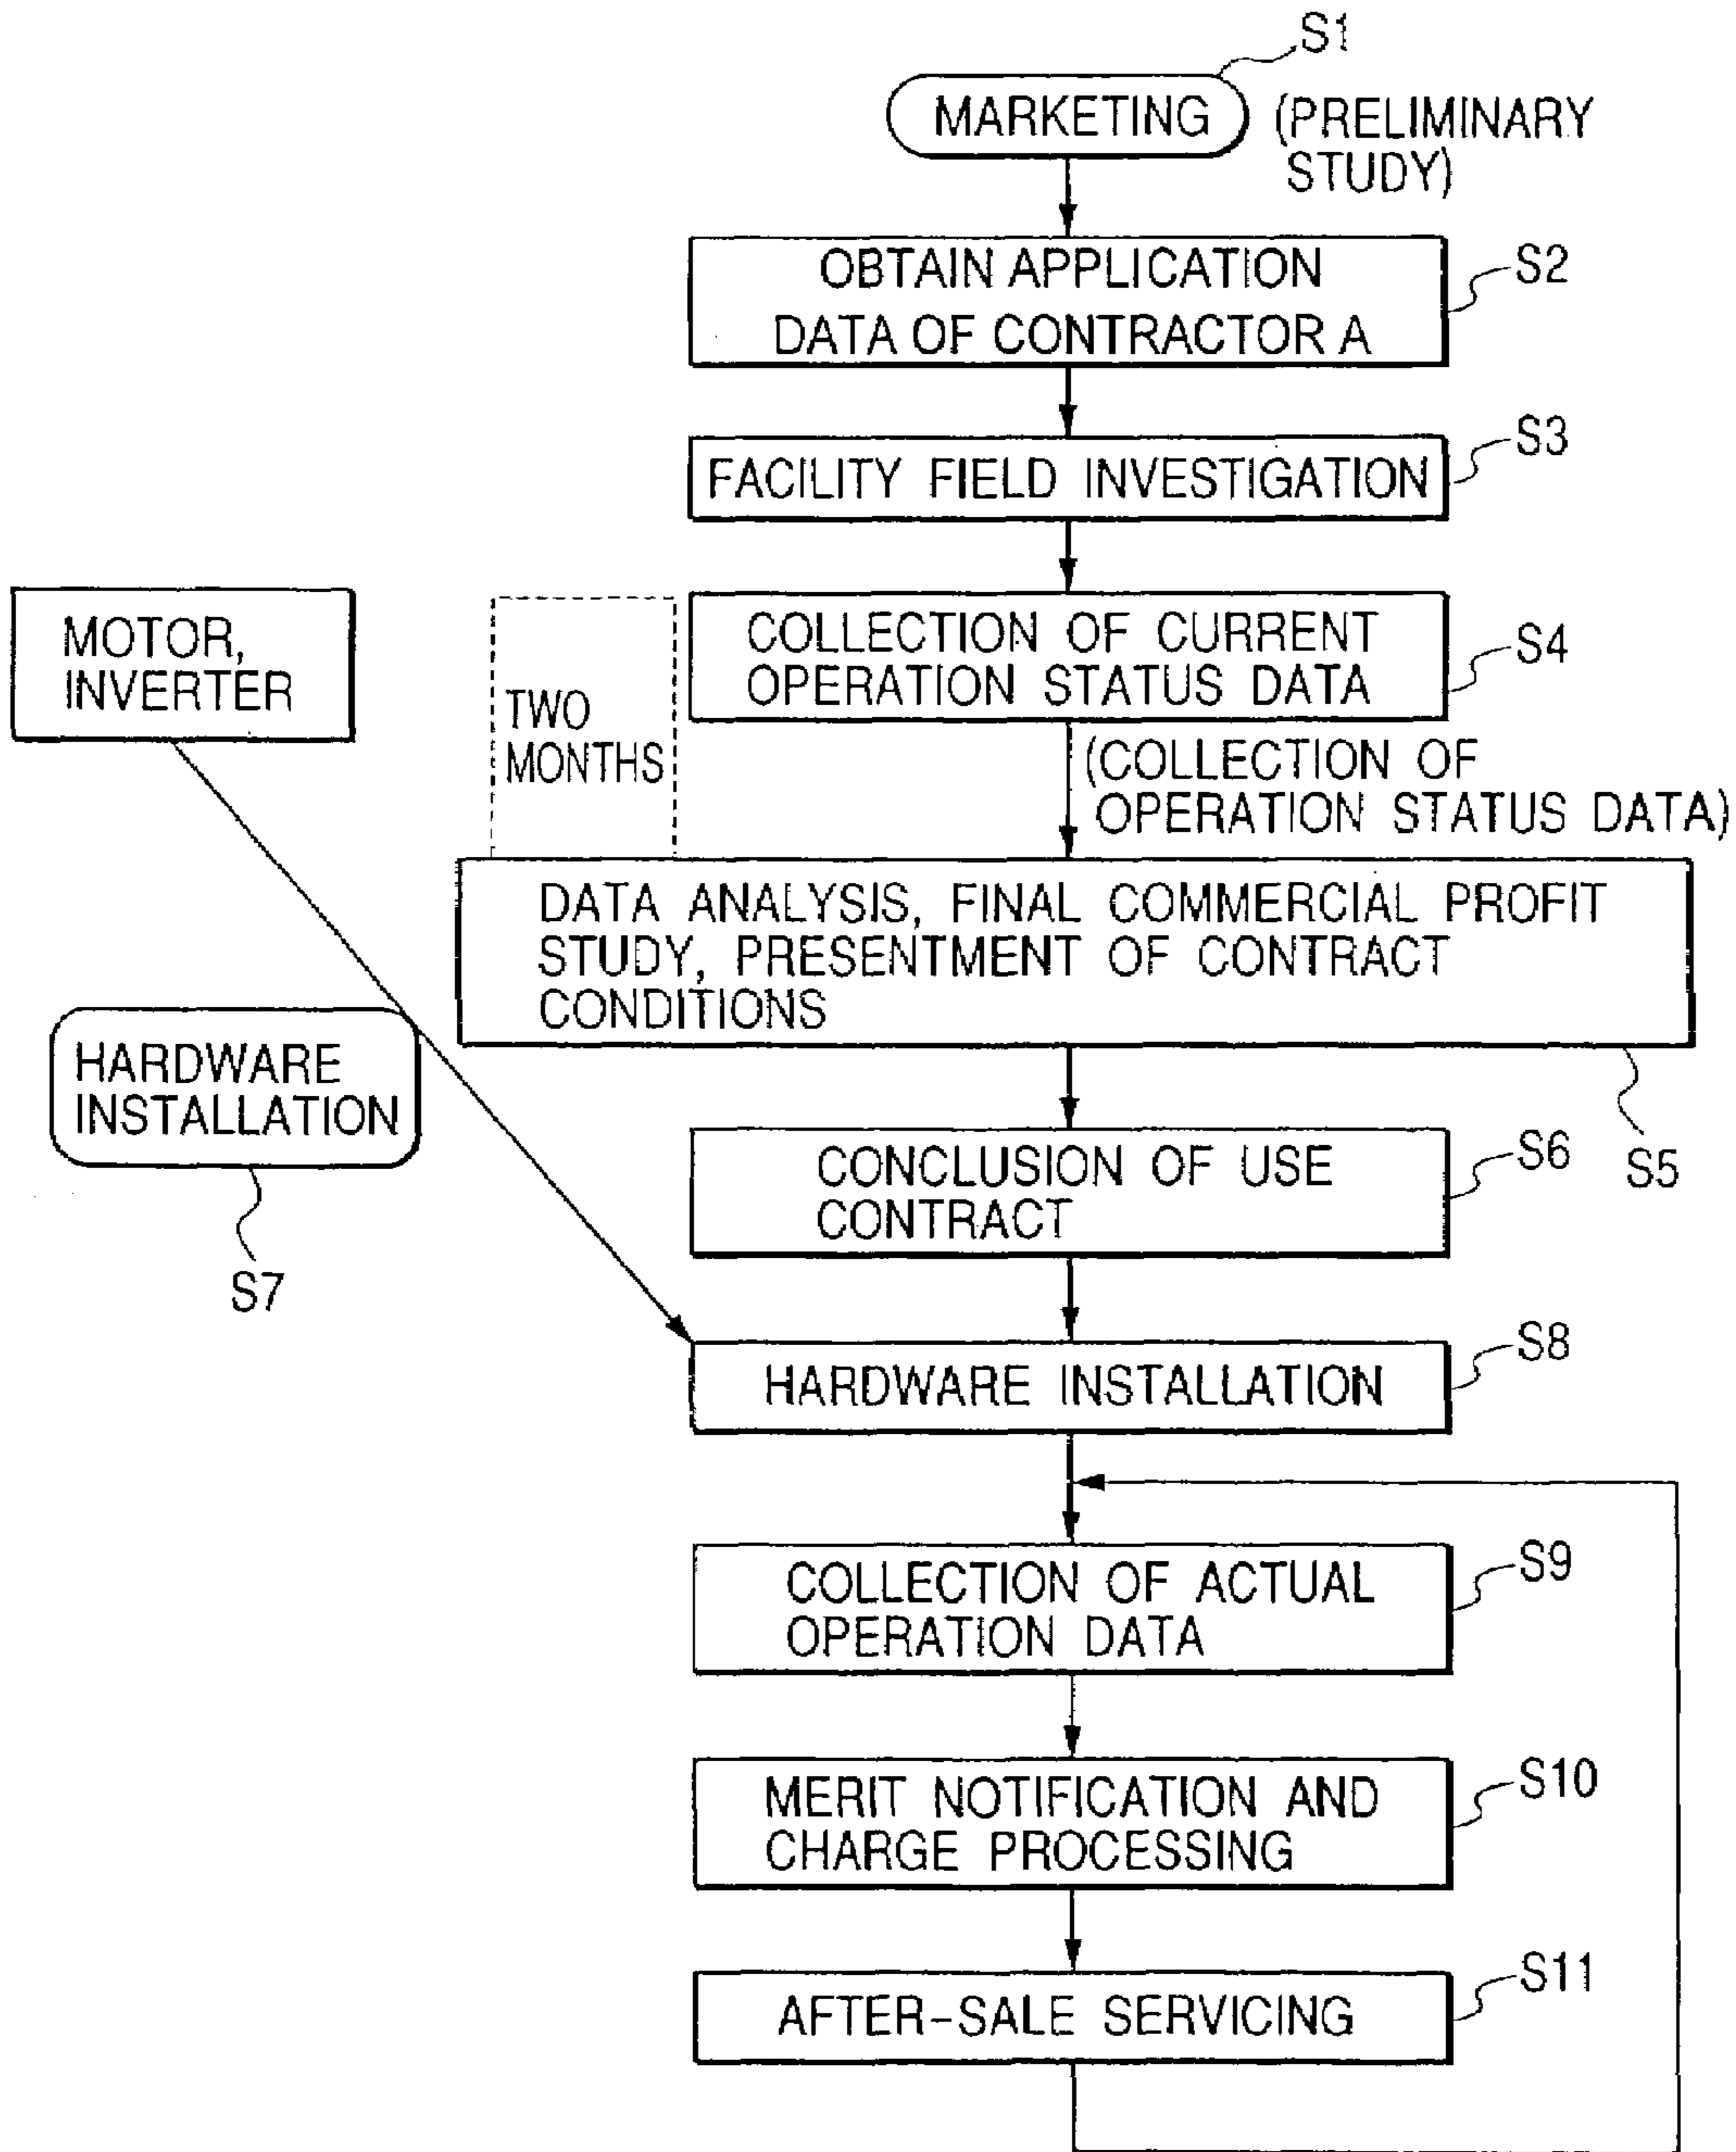 S1
MARKETING
(PRELIMINARY
STUDY)
OBTAIN APPLICATION
DATA OF CONTRACTOR A
S2
FACILITY FIELD INVESTIGATION
S3
MOTOR,
INVERTER
TWO
MONTHS
COLLECTION OF CURRENT
OPERATION STATUS DATA
S4
(COLLECTION OF
OPERATION STATUS DATA)
DATA ANALYSIS, FINAL COMMERCIAL PROFIT
STUDY, PRESENTMENT OF CONTRACT
CONDITIONS
S5
HARDWARE
INSTALLATION
S7
CONCLUSION OF USE
CONTRACT
S6
HARDWARE INSTALLATION
S8
COLLECTION OF ACTUAL
OPERATION DATA
S9
MERIT NOTIFICATION AND
CHARGE PROCESSING
S10
AFTER-SALE SERVICING
S11